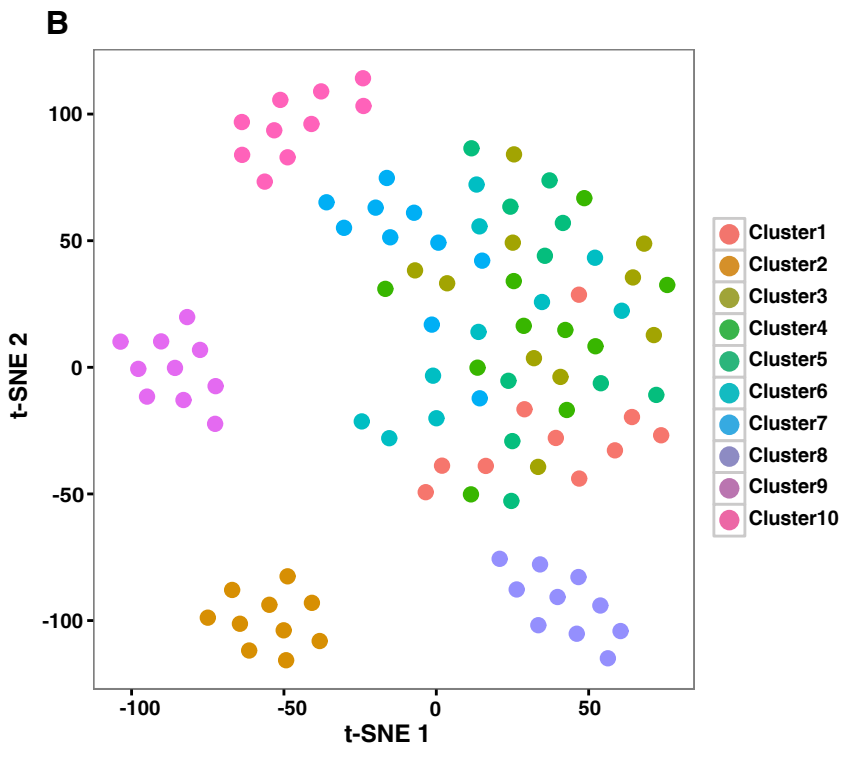 B
t-SNE 2
100
50
0
-50
-100
-100
-50
0
50
t-SNE 1
Cluster1
Cluster2
Cluster3
Cluster4
Cluster5
Cluster6
Cluster7
Cluster8
Cluster9
Cluster10